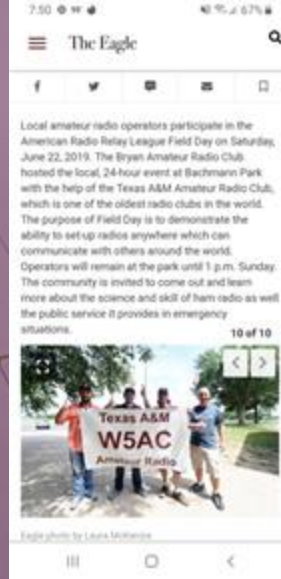 7:50
67%
The Eagle
Local amateur radio operators participate in the
American Radio Relay League Field Day on Saturday,
June 22, 2019. The Bryan Amateur Radio Club
hosted the local, 24-hour event at Bachmann Park
with the help of the Texas A&M Amateur Radio Club,
which is one of the oldest radio clubs in the world.
The purpose of Field Day is to demonstrate the
ability to set-up radios anywhere which can
communicate with others around the world.
Operators will remain at the park until 1 p.m. Sunday.
The community is invited to come out and learn
more about the science and skill of ham radio as well
the public service it provides in emergency
situations.
10 of 10
Texas A&M
W5AC
Amateur Radio
Eagle photo by Laura McKenzie